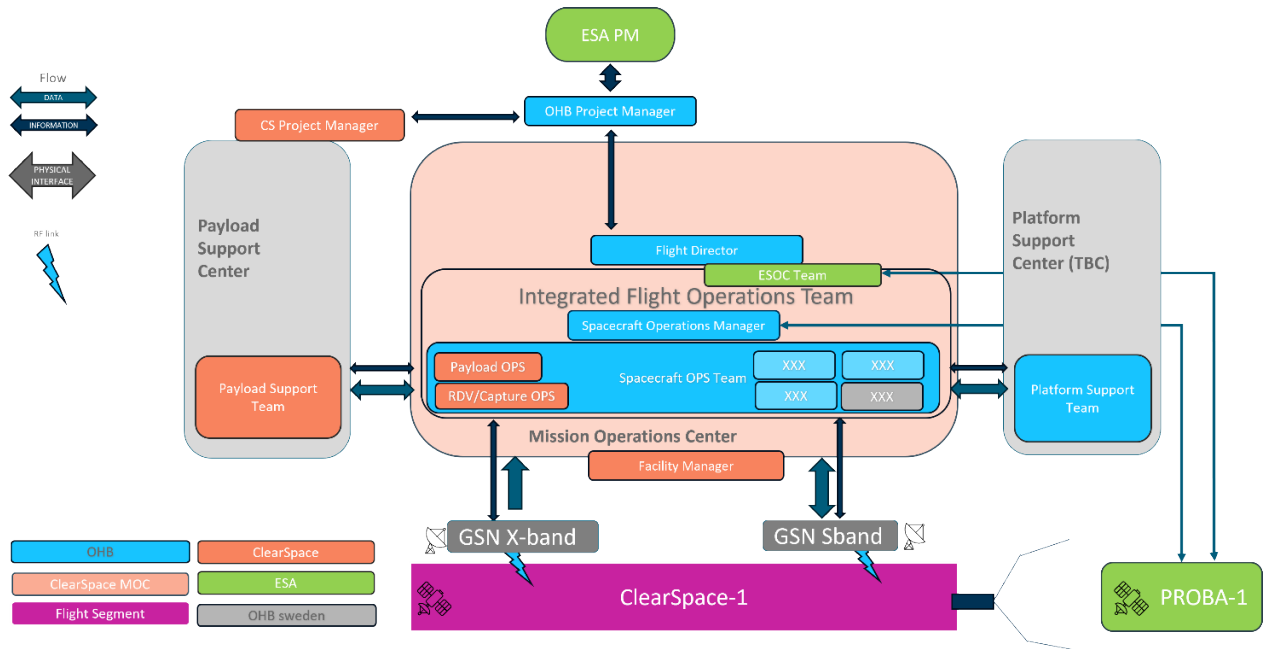 ESA PM
Flow
DATA
INFORMATION
PHYSICAL
INTERFACE
RF link
OHB Project Manager
CS Project Manager
Payload
Support
Center
Platform
Support
Center (TBC)
Flight Director
ESOC Team
Integrated Flight Operations Team
Spacecraft Operations Manager
Payload OPS
RDV/Capture OPS
Spacecraft OPS Team
XXX
XXX
XXX
XXX
Payload Support
Team
Platform Support
Team
Mission Operations Center
Facility Manager
GSN X-band
GSN Sband
ClearSpace-1
PROBA-1
OHB
ClearSpace
ClearSpace MOC
ESA
Flight Segment
OHB sweden